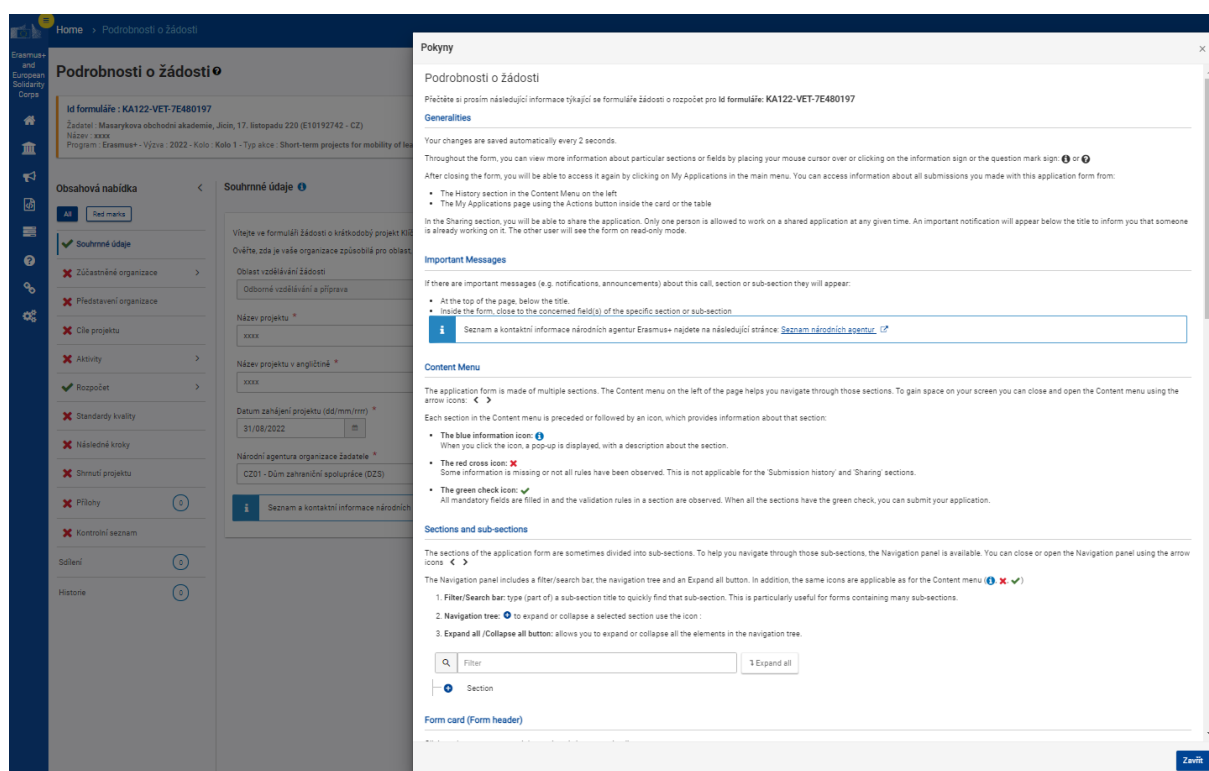 Home > Podrobnosti o žádosti
Erasmus+
and
European
Solidarity
Corps
Podrobnosti o žádosti
Id formuláře : KA122-VET-7E480197
Žadatel : Masarykova obchodní akademie, Jicin, 17. listopadu 220 (E10192742 - CZ)
Název : xxxx
Program : Erasmus+ - Výzva : 2022 - Kolo : Kolo 1 - Typ akce : Short-term projects for mobility of lea
Obsahová nabídka
All Red marks
Souhrnné údaje
Zúčastněné organizace
Představení organizace
Cíle projektu
Aktivity
Rozpočet
Standardy kvality
Následné kroky
Shrnutí projektu
Přílohy 0
Kontrolní seznam
Sdílení 0
Historie 0
Souhrnné údaje
Vítejte ve formuláři žádosti o krátkodobý projekt Klíč
Ověřte, zda je vaše organizace způsobilá pro oblast,
Oblast vzdělávání žádosti
Odborné vzdělávání a příprava
Název projektu *
xxxx
Název projektu v angličtině *
xxxx
Datum zahájení projektu (dd/mm/rrrr) *
31/08/2022
Národní agentura organizace žadatele *
CZ01 - Dům zahraniční spolupráce (DZS)
Seznam a kontaktní informace národních
Pokyny
Podrobnosti o žádosti
Přečtěte si prosím následující informace týkající se formuláře žádosti o rozpočet pro Id formuláře: KA122-VET-7E480197
Generalities
Your changes are saved automatically every 2 seconds.
Throughout the form, you can view more information about particular sections or fields by placing your mouse cursor over or clicking on the information sign or the question mark sign: or
After closing the form, you will be able to access it again by clicking on My Applications in the main menu. You can access information about all submissions you made with this application form from:
• The History section in the Content Menu on the left
• The My Applications page using the Actions button inside the card or the table
In the Sharing section, you will be able to share the application. Only one person is allowed to work on a shared application at any given time. An important notification will appear below the title to inform you that someone
is already working on it. The other user will see the form on read-only mode.
Important Messages
If there are important messages (e.g. notifications, announcements) about this call, section or sub-section they will appear:
• At the top of the page, below the title.
• Inside the form, close to the concerned field(s) of the specific section or sub-section
Seznam a kontaktní informace národních agentur Erasmus+ najdete na následující stránce: Seznam národních agentur
Content Menu
The application form is made of multiple sections. The Content menu on the left of the page helps you navigate through those sections. To gain space on your screen you can close and open the Content menu using the
arrow icons: < >
Each section in the Content menu is preceded or followed by an icon, which provides information about that section:
• The blue information icon:
When you click the icon, a pop-up is displayed, with a description about the section.
• The red cross icon:
Some information is missing or not all rules have been observed. This is not applicable for the 'Submission history' and 'Sharing' sections.
• The green check icon:
All mandatory fields are filled in and the validation rules in a section are observed. When all the sections have the green check, you can submit your application.
Sections and sub-sections
The sections of the application form are sometimes divided into sub-sections. To help you navigate through those sub-sections, the Navigation panel is available. You can close or open the Navigation panel using the arrow
icons < >
The Navigation panel includes a filter/search bar, the navigation tree and an Expand all button. In addition, the same icons are applicable as for the Content menu ( , , )
1. Filter/Search bar: type (part of) a sub-section title to quickly find that sub-section. This is particularly useful for forms containing many sub-sections.
2. Navigation tree: to expand or collapse a selected section use the icon :
3. Expand all /Collapse all button: allows you to expand or collapse all the elements in the navigation tree.
Filter Expand all
Section
Form card (Form header)
Zavřít